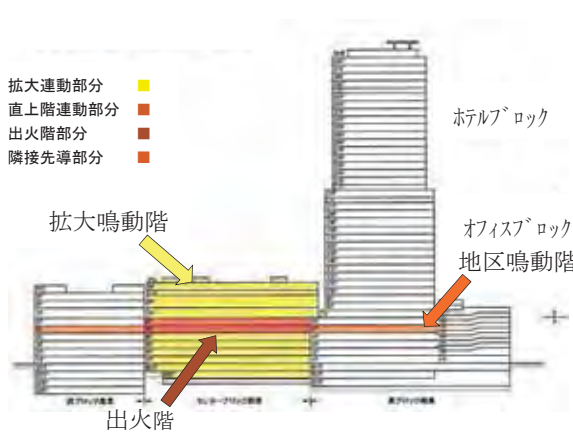 拡大連動部分
直上階連動部分
出火階部分
隣接先導部分
ホテルブロック
拡大鳴動階
オフィスブロック
地区鳴動階
出火階